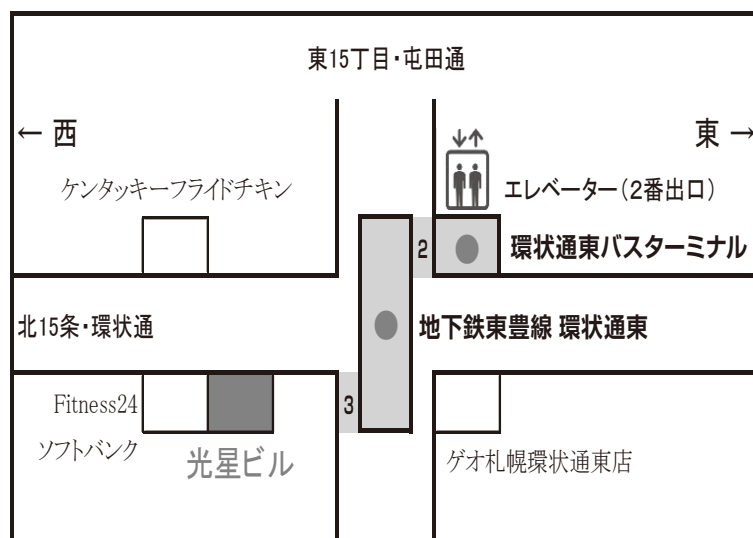 東15丁目・屯田通
← 西
東 →
ケンタッキーフライドチキン
エレベーター（2番出口）
2
環状通東バスターミナル
北15条・環状通
地下鉄東豊線 環状通東
Fitness24
3
ソフトバンク
光星ビル
ゲオ札幌環状通東店